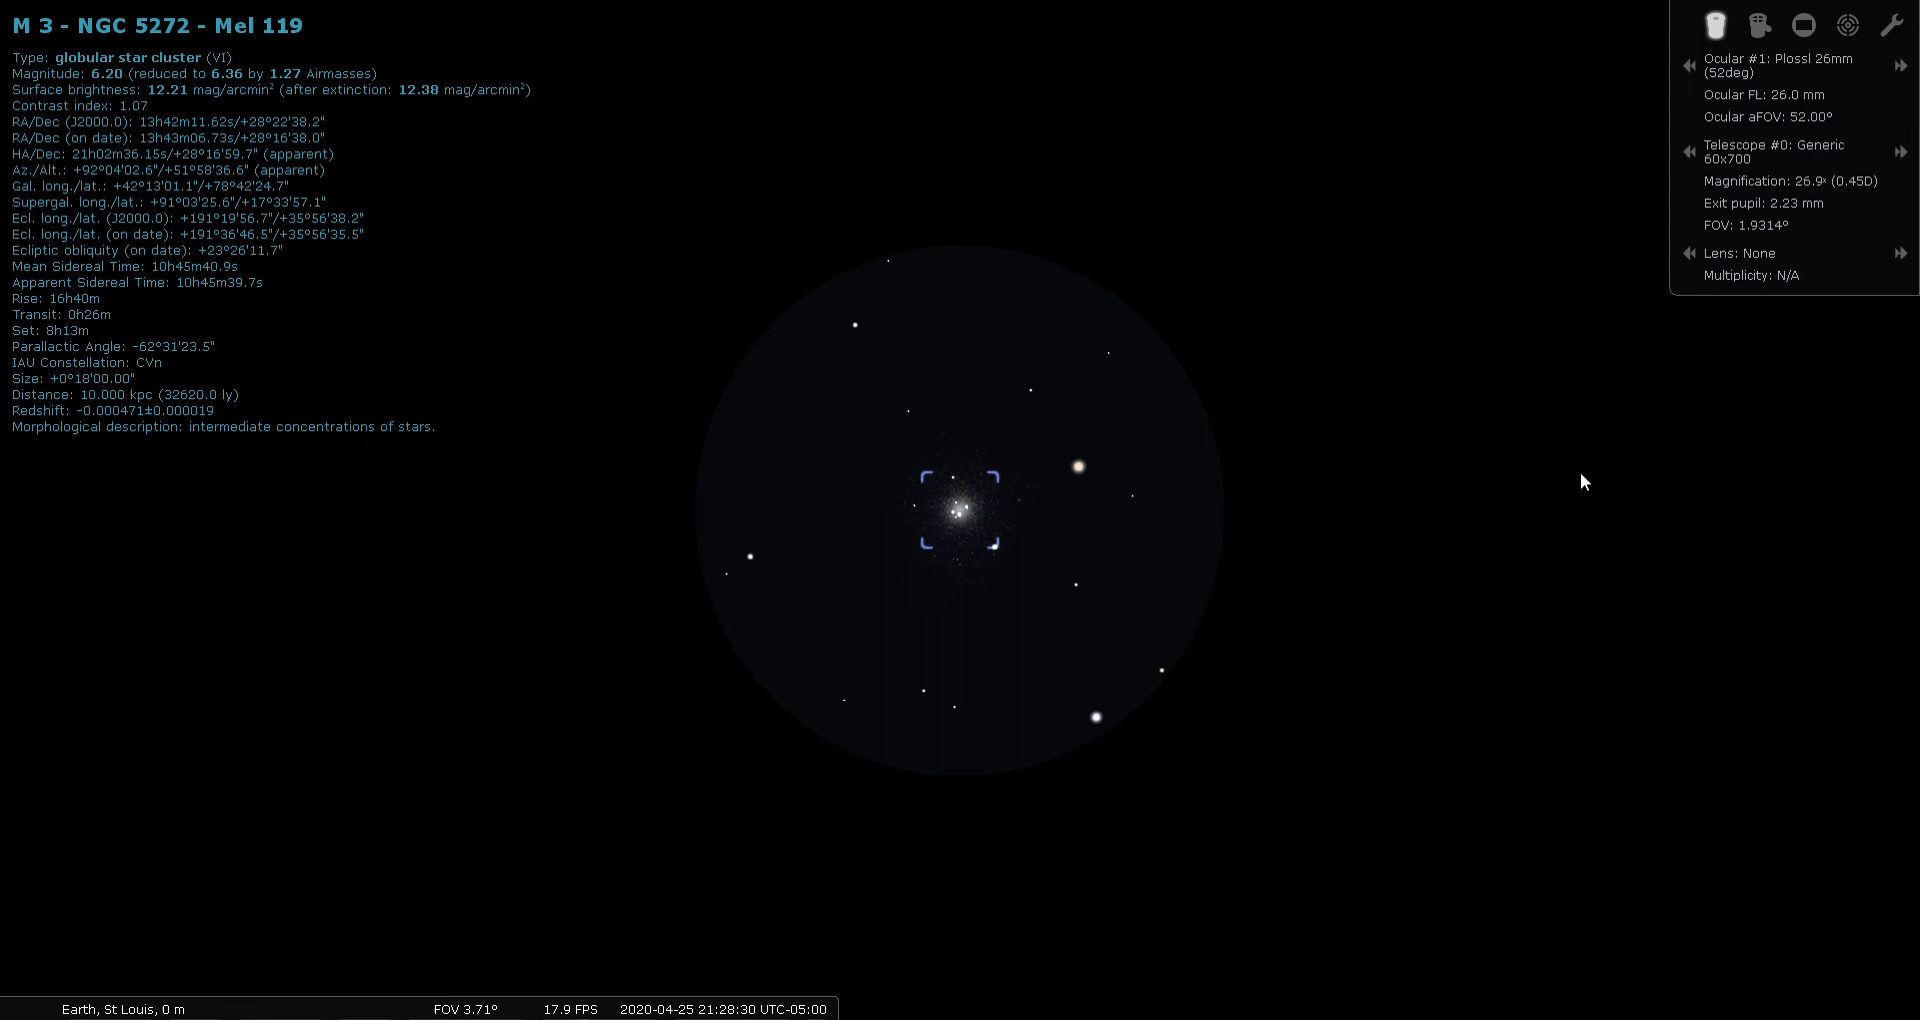 M 3 - NGC 5272 - Mel 119
Type: globular star cluster (VI)
Magnitude: 6.20 (reduced to 6.36 by 1.27 Airmasses)
Surface brightness: 12.21 mag/arcmin² (after extinction: 12.38 mag/arcmin²)
Contrast index: 1.07
RA/Dec (J2000.0): 13h42m11.62s/+28°22'38.2"
RA/Dec (on date): 13h43m06.73s/+28°16'38.0"
HA/Dec: 21h02m36.15s/+28°16'59.7" (apparent)
Az./Alt.: +92°04'02.6"/+51°58'36.6" (apparent)
Gal. long./lat.: +42°13'01.1"/+78°42'24.7"
Supergal. long./lat.: +91°03'25.6"/+17°33'57.1"
Ecl. long./lat. (J2000.0): +191°19'56.7"/+35°56'38.2"
Ecl. long./lat. (on date): +191°36'46.5"/+35°56'35.5"
Ecliptic obliquity (on date): +23°26'11.7"
Mean Sidereal Time: 10h45m40.9s
Apparent Sidereal Time: 10h45m39.7s
Rise: 16h40m
Transit: 0h26m
Set: 8h13m
Parallactic Angle: -62°31'23.5"
IAU Constellation: CVn
Size: +0°18'00.00"
Distance: 10.000 kpc (32620.0 ly)
Redshift: -0.000471±0.000019
Morphological description: intermediate concentrations of stars.
Ocular #1: Plossl 26mm
(52deg)
Ocular FL: 26.0 mm
Ocular aFOV: 52.00°
Telescope #0: Generic
60x700
Magnification: 26.9ˣ (0.45D)
Exit pupil: 2.23 mm
FOV: 1.9314°
Lens: None
Multiplicity: N/A
Earth, St Louis, 0 m FOV 3.71° 17.9 FPS 2020-04-25 21:28:30 UTC-05:00